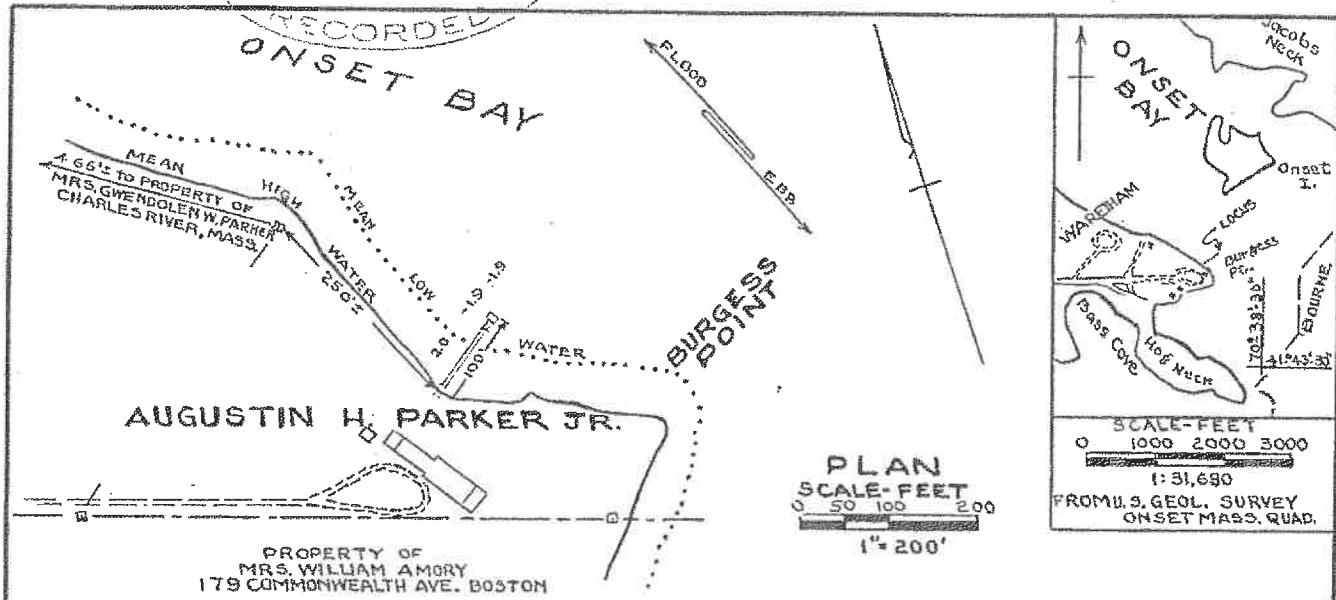 RECORDED
ONSET BAY
FLOOD
EBB
MEAN HIGH WATER
MEAN LOW WATER
66'± TO PROPERTY OF
MRS. GWENDOLEN W. PARKER
CHARLES RIVER, MASS.
250'±
2.0 -1.9 -1.9
100'
BURGESS
POINT
AUGUSTIN H. PARKER JR.
PROPERTY OF
MRS. WILLIAM AMORY
179 COMMONWEALTH AVE. BOSTON
PLAN
SCALE-FEET
0 50 100 200
1"= 200'
Jacobs
Neck
ONSET
BAY
Onset
I.
WAREHAM
LOCUS
Burgess
Pt.
Bass Cove
Hog Neck
70°-38'-30"
41°43'30"
BOURNE
SCALE-FEET
0 1000 2000 3000
1:31,680
FROM U.S. GEOL. SURVEY
ONSET MASS. QUAD.